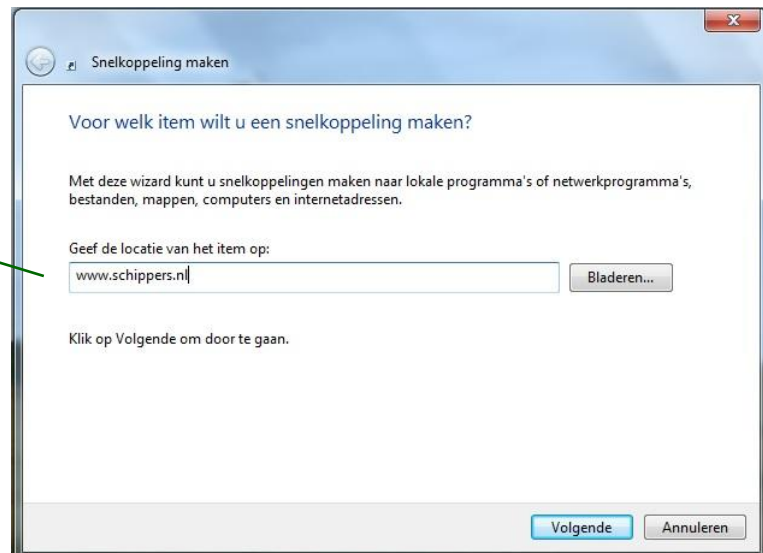 Snelkoppeling maken
Voor welk item wilt u een snelkoppeling maken?
Met deze wizard kunt u snelkoppelingen maken naar lokale programma's of netwerkprogramma's,
bestanden, mappen, computers en internetadressen.
Geef de locatie van het item op:
www.schippers.nl
Bladeren...
Klik op Volgende om door te gaan.
Volgende
Annuleren